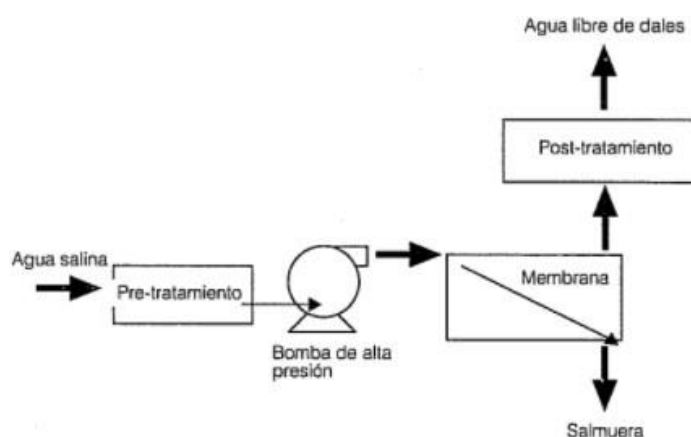 Agua libre de dales
Post-tratamiento
Agua salina
Pre-tratamiento
Membrana
Bomba de alta
presión
Salmuera